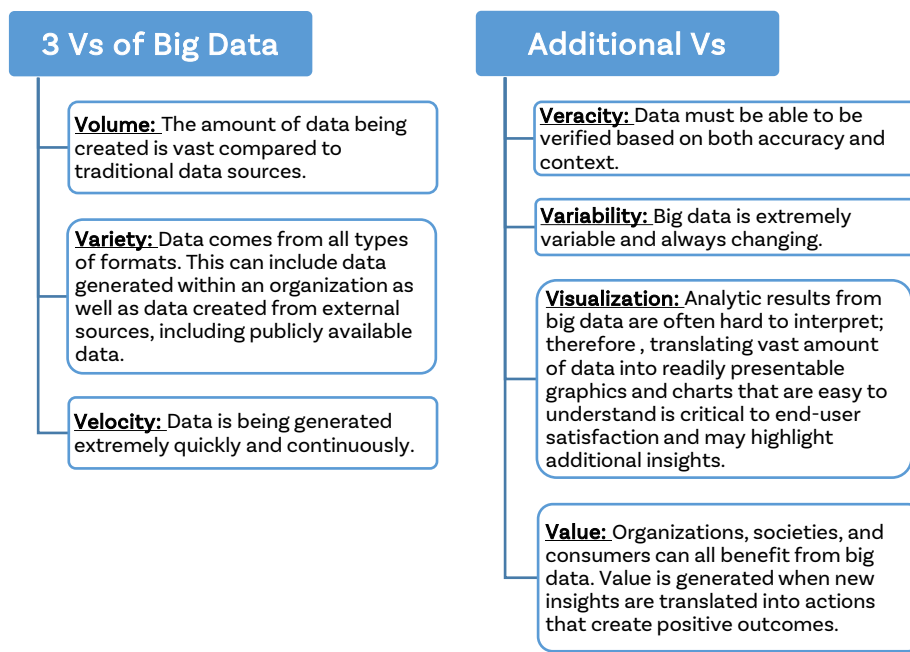 3 Vs of Big Data
Volume: The amount of data being
created is vast compared to
traditional data sources.
Variety: Data comes from all types
of formats. This can include data
generated within an organization as
well as data created from external
sources, including publicly available
data.
Velocity: Data is being generated
extremely quickly and continuously.
Additional Vs
Veracity: Data must be able to be
verified based on both accuracy and
context.
Variability: Big data is extremely
variable and always changing.
Visualization: Analytic results from
big data are often hard to interpret;
therefore , translating vast amount
of data into readily presentable
graphics and charts that are easy to
understand is critical to end-user
satisfaction and may highlight
additional insights.
Value: Organizations, societies, and
consumers can all benefit from big
data. Value is generated when new
insights are translated into actions
that create positive outcomes.